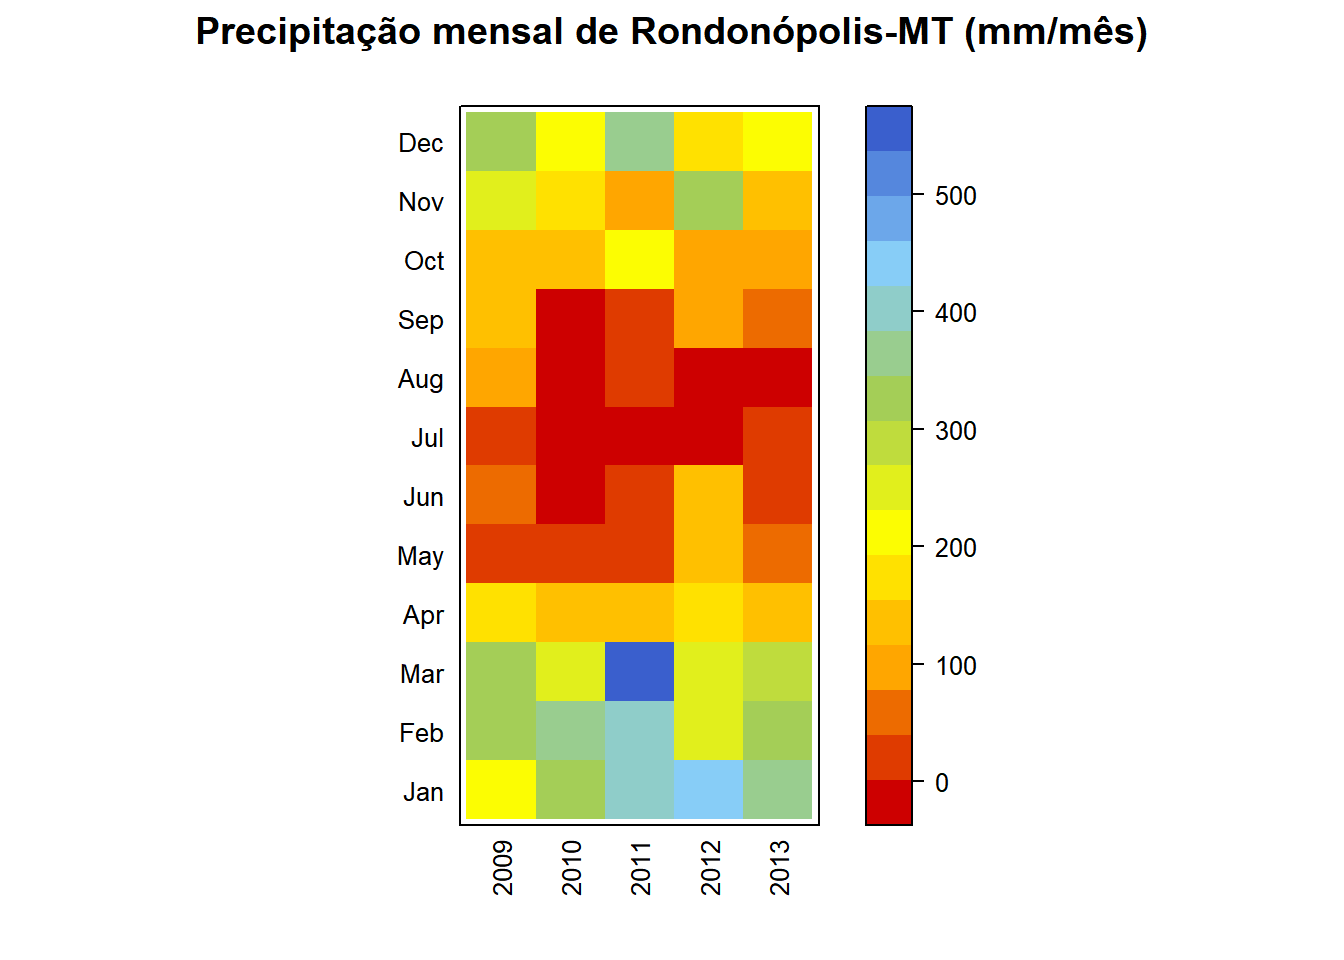 Precipitação mensal de Rondonópolis-MT (mm/mês)
Dec
Nov
Oct
Sep
Aug
Jul
Jun
May
Apr
Mar
Feb
Jan
2009
2010
2011
2012
2013
500
400
300
200
100
0